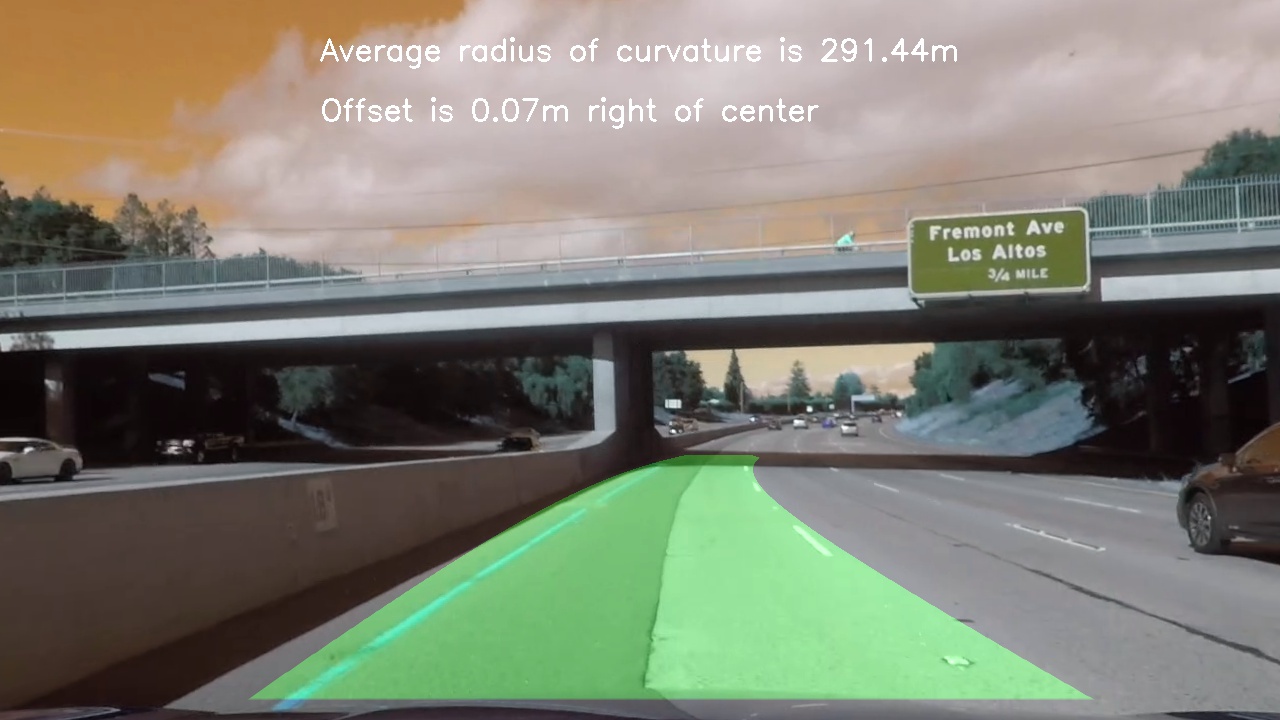 Average radius of curvature is 291.44m
Offset is 0.07m right of center
Fremont Ave
Los Altos
3/4 MILE